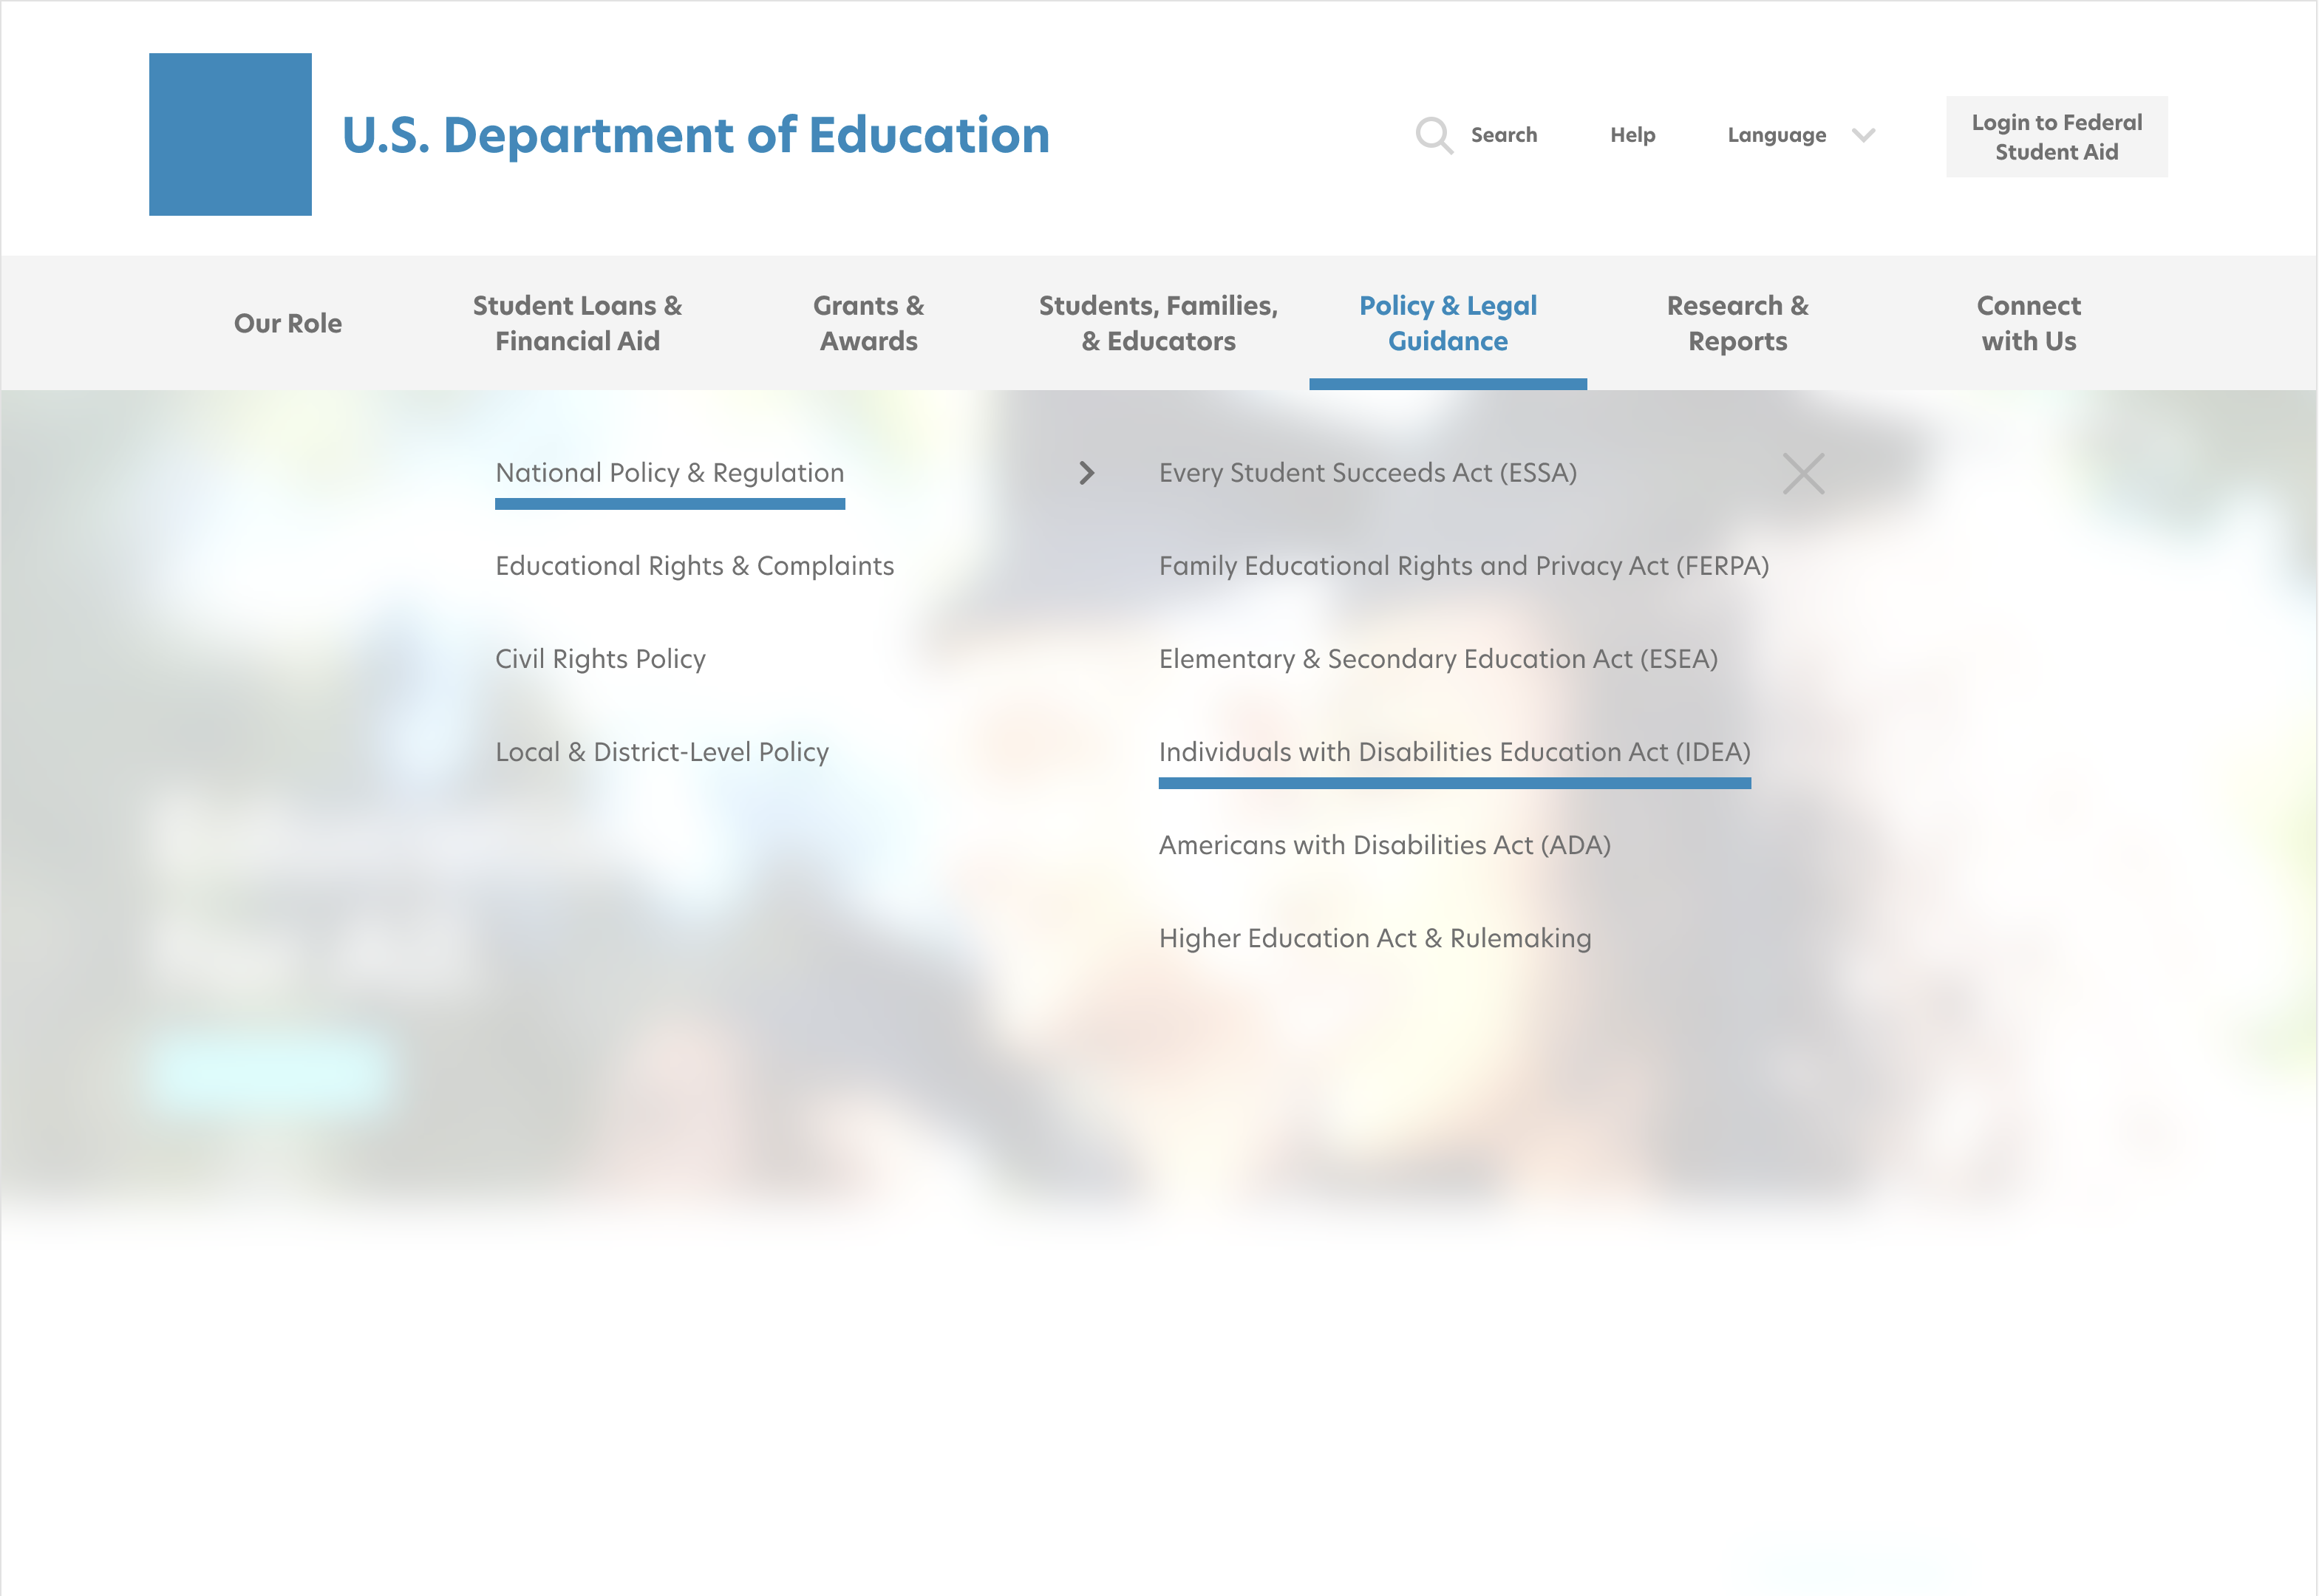 U.S. Department of Education
Search
Help
Language
Login to Federal
Student Aid
Our Role
Student Loans &
Financial Aid
Grants &
Awards
Students, Families,
& Educators
Policy & Legal
Guidance
Research &
Reports
Connect
with Us
National Policy & Regulation
Educational Rights & Complaints
Civil Rights Policy
Local & District-Level Policy
Every Student Succeeds Act (ESSA)
Family Educational Rights and Privacy Act (FERPA)
Elementary & Secondary Education Act (ESEA)
Individuals with Disabilities Education Act (IDEA)
Americans with Disabilities Act (ADA)
Higher Education Act & Rulemaking